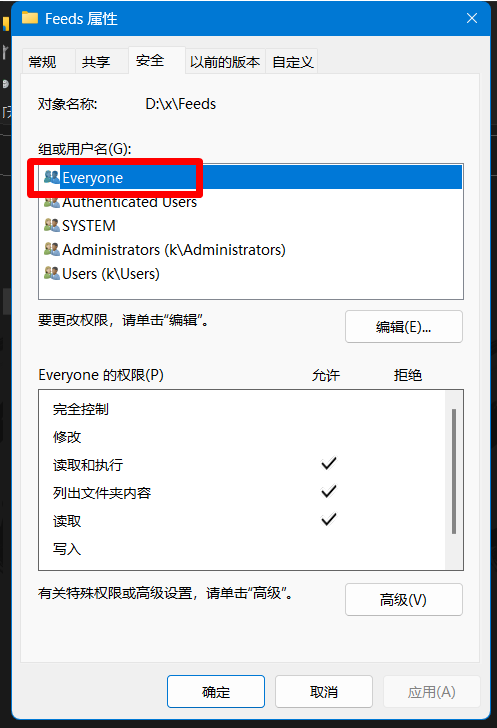 Feeds 属性
常规 共享 安全 以前的版本 自定义
对象名称: D:\x\Feeds
组或用户名(G):
Everyone
Authenticated Users
SYSTEM
Administrators (k\Administrators)
Users (k\Users)
要更改权限，请单击"编辑"。 编辑(E)...
Everyone 的权限(P) 允许 拒绝
完全控制
修改
读取和执行
列出文件夹内容
读取
写入
有关特殊权限或高级设置，请单击"高级"。 高级(V)
确定 取消 应用(A)